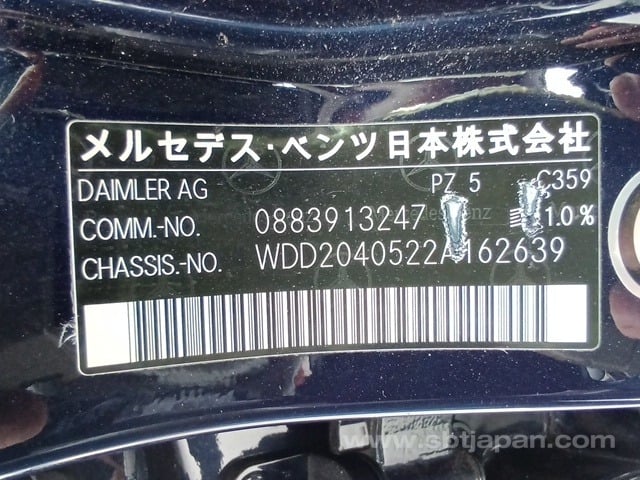 メルセデス・ベンツ日本株式会社
DAIMLER AG PZ 5 C359
COMM.-NO. 0883913247 1.0%
CHASSIS.-NO. WDD2040522A162639
www.sbtjapan.com